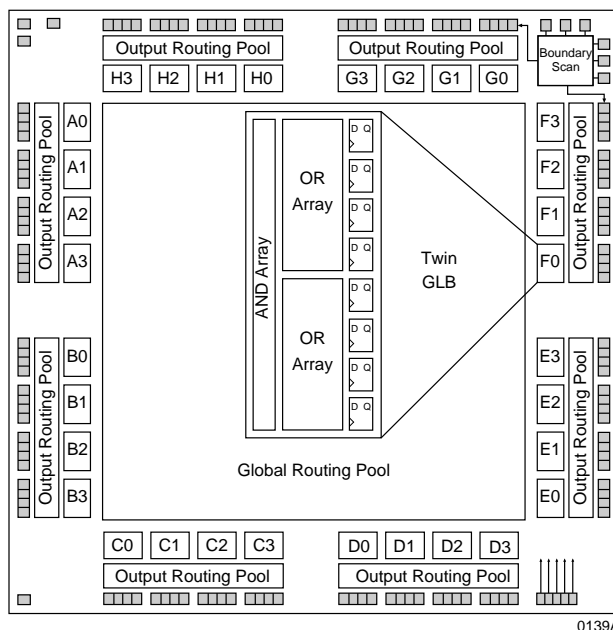 Output Routing Pool
Output Routing Pool
Boundary
Scan
H3 H2 H1 H0
G3 G2 G1 G0
Output Routing Pool
A0
A1
A2
A3
Output Routing Pool
B0
B1
B2
B3
AND Array
OR
Array
OR
Array
D Q
D Q
D Q
D Q
D Q
D Q
D Q
D Q
Twin
GLB
Global Routing Pool
F3
F2
F1
F0
Output Routing Pool
E3
E2
E1
E0
Output Routing Pool
C0 C1 C2 C3
D0 D1 D2 D3
Output Routing Pool
Output Routing Pool